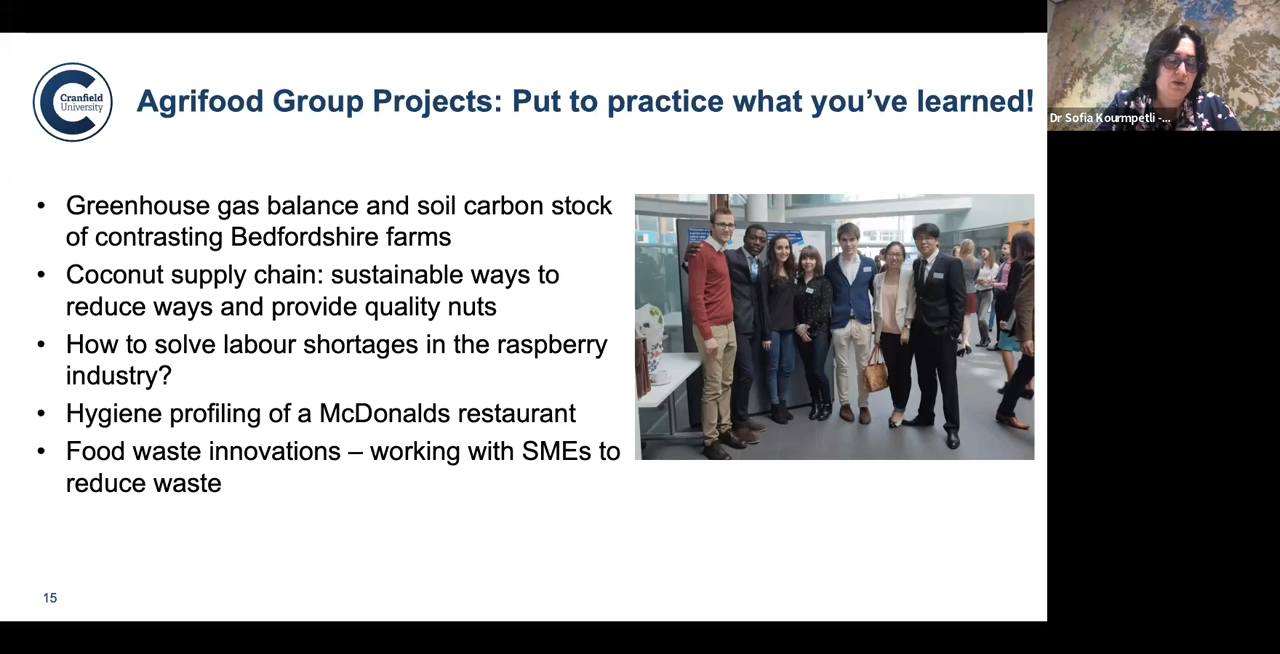 Cranfield
University
Agrifood Group Projects: Put to practice what you’ve learned!
Dr Sofia Kourmpetli -...
• Greenhouse gas balance and soil carbon stock
of contrasting Bedfordshire farms
• Coconut supply chain: sustainable ways to
reduce ways and provide quality nuts
• How to solve labour shortages in the raspberry
industry?
• Hygiene profiling of a McDonalds restaurant
• Food waste innovations – working with SMEs to
reduce waste
15